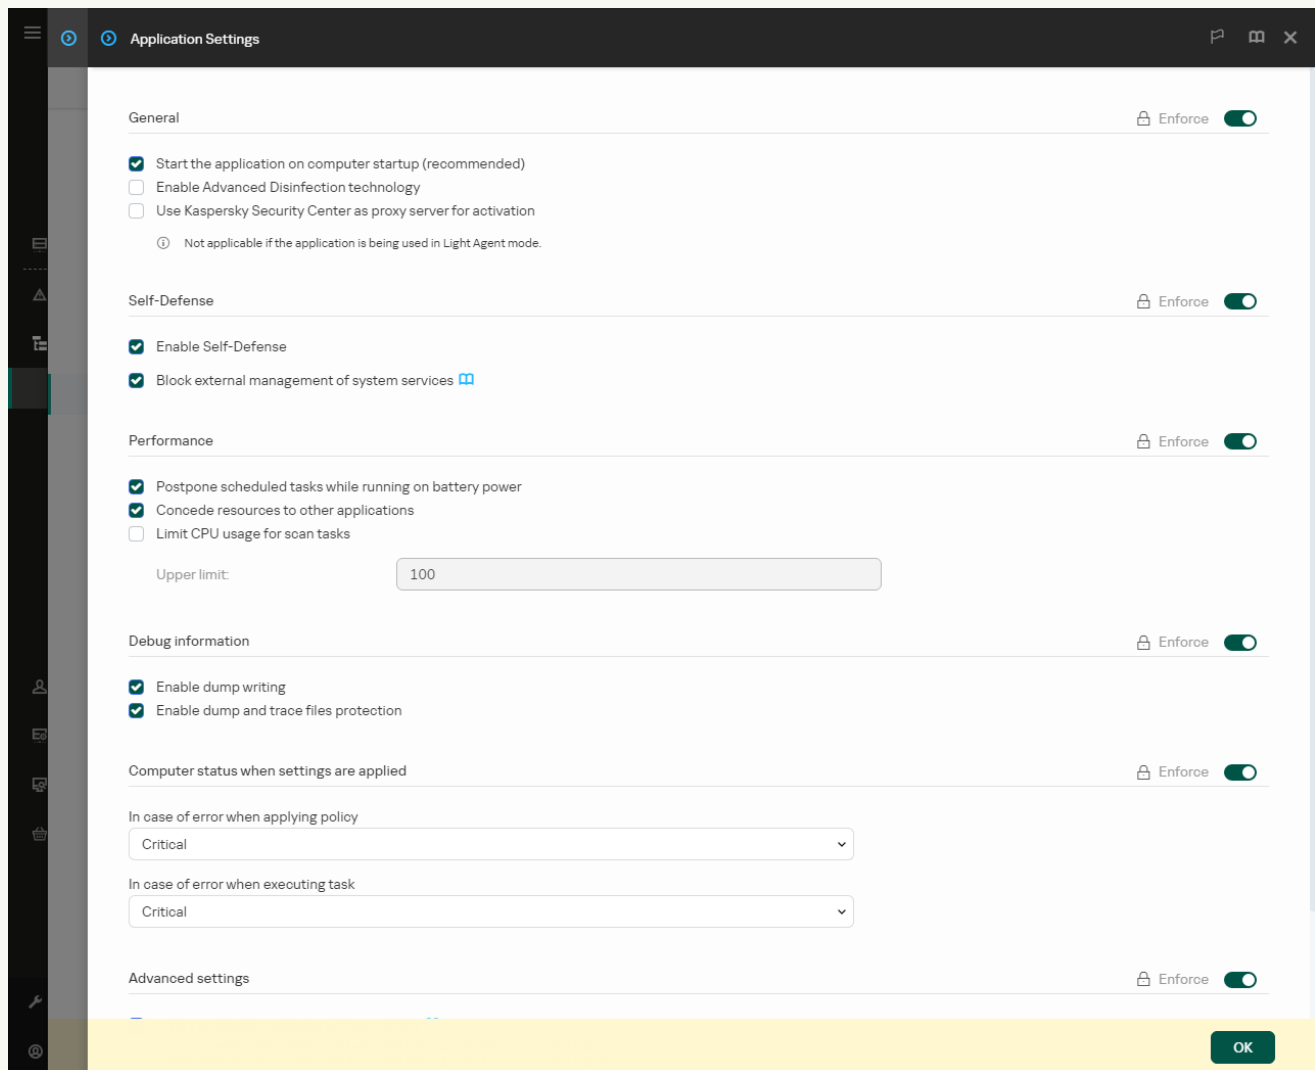 Application Settings
General
Enforce
Start the application on computer startup (recommended)
Enable Advanced Disinfection technology
Use Kaspersky Security Center as proxy server for activation
Not applicable if the application is being used in Light Agent mode.
Self-Defense
Enforce
Enable Self-Defense
Block external management of system services
Performance
Enforce
Postpone scheduled tasks while running on battery power
Concede resources to other applications
Limit CPU usage for scan tasks
Upper limit:
100
Debug information
Enforce
Enable dump writing
Enable dump and trace files protection
Computer status when settings are applied
Enforce
In case of error when applying policy
Critical
In case of error when executing task
Critical
Advanced settings
Enforce
OK